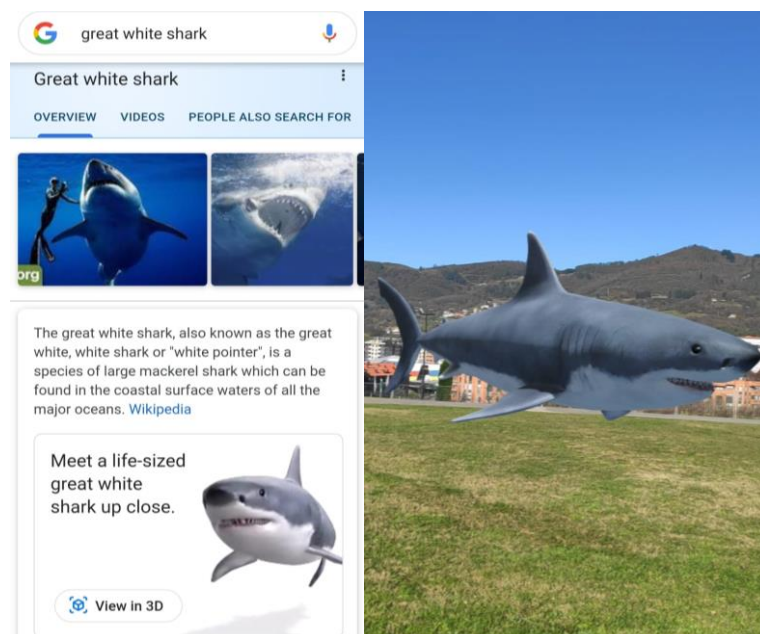 great white shark
Great white shark
OVERVIEW VIDEOS PEOPLE ALSO SEARCH FOR
org
The great white shark, also known as the great
white, white shark or "white pointer", is a
species of large mackerel shark which can be
found in the coastal surface waters of all the
major oceans. Wikipedia
Meet a life-sized
great white
shark up close.
View in 3D